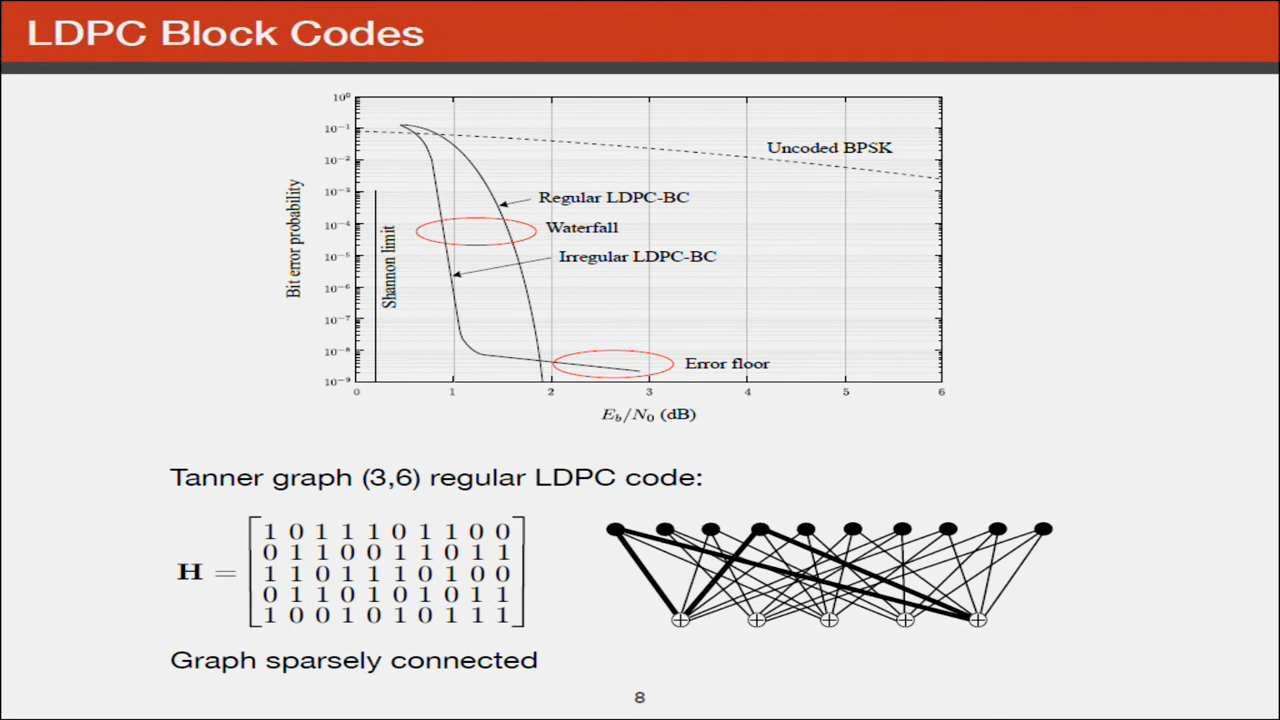 LDPC Block Codes
10⁰
10⁻¹
10⁻²
10⁻³
10⁻⁴
10⁻⁵
10⁻⁶
10⁻⁷
10⁻⁸
10⁻⁹
Bit error probability
Shannon limit
Uncoded BPSK
Regular LDPC-BC
Waterfall
Irregular LDPC-BC
Error floor
0 1 2 3 4 5 6
E_b/N_0 (dB)
Tanner graph (3,6) regular LDPC code:
1 0 1 1 1 0 1 1 0 0
0 1 1 0 0 1 1 0 1 1
H = 1 1 0 1 1 1 0 1 0 0
0 1 1 0 1 0 1 0 1 1
1 0 0 1 0 1 0 1 1 1
Graph sparsely connected
8